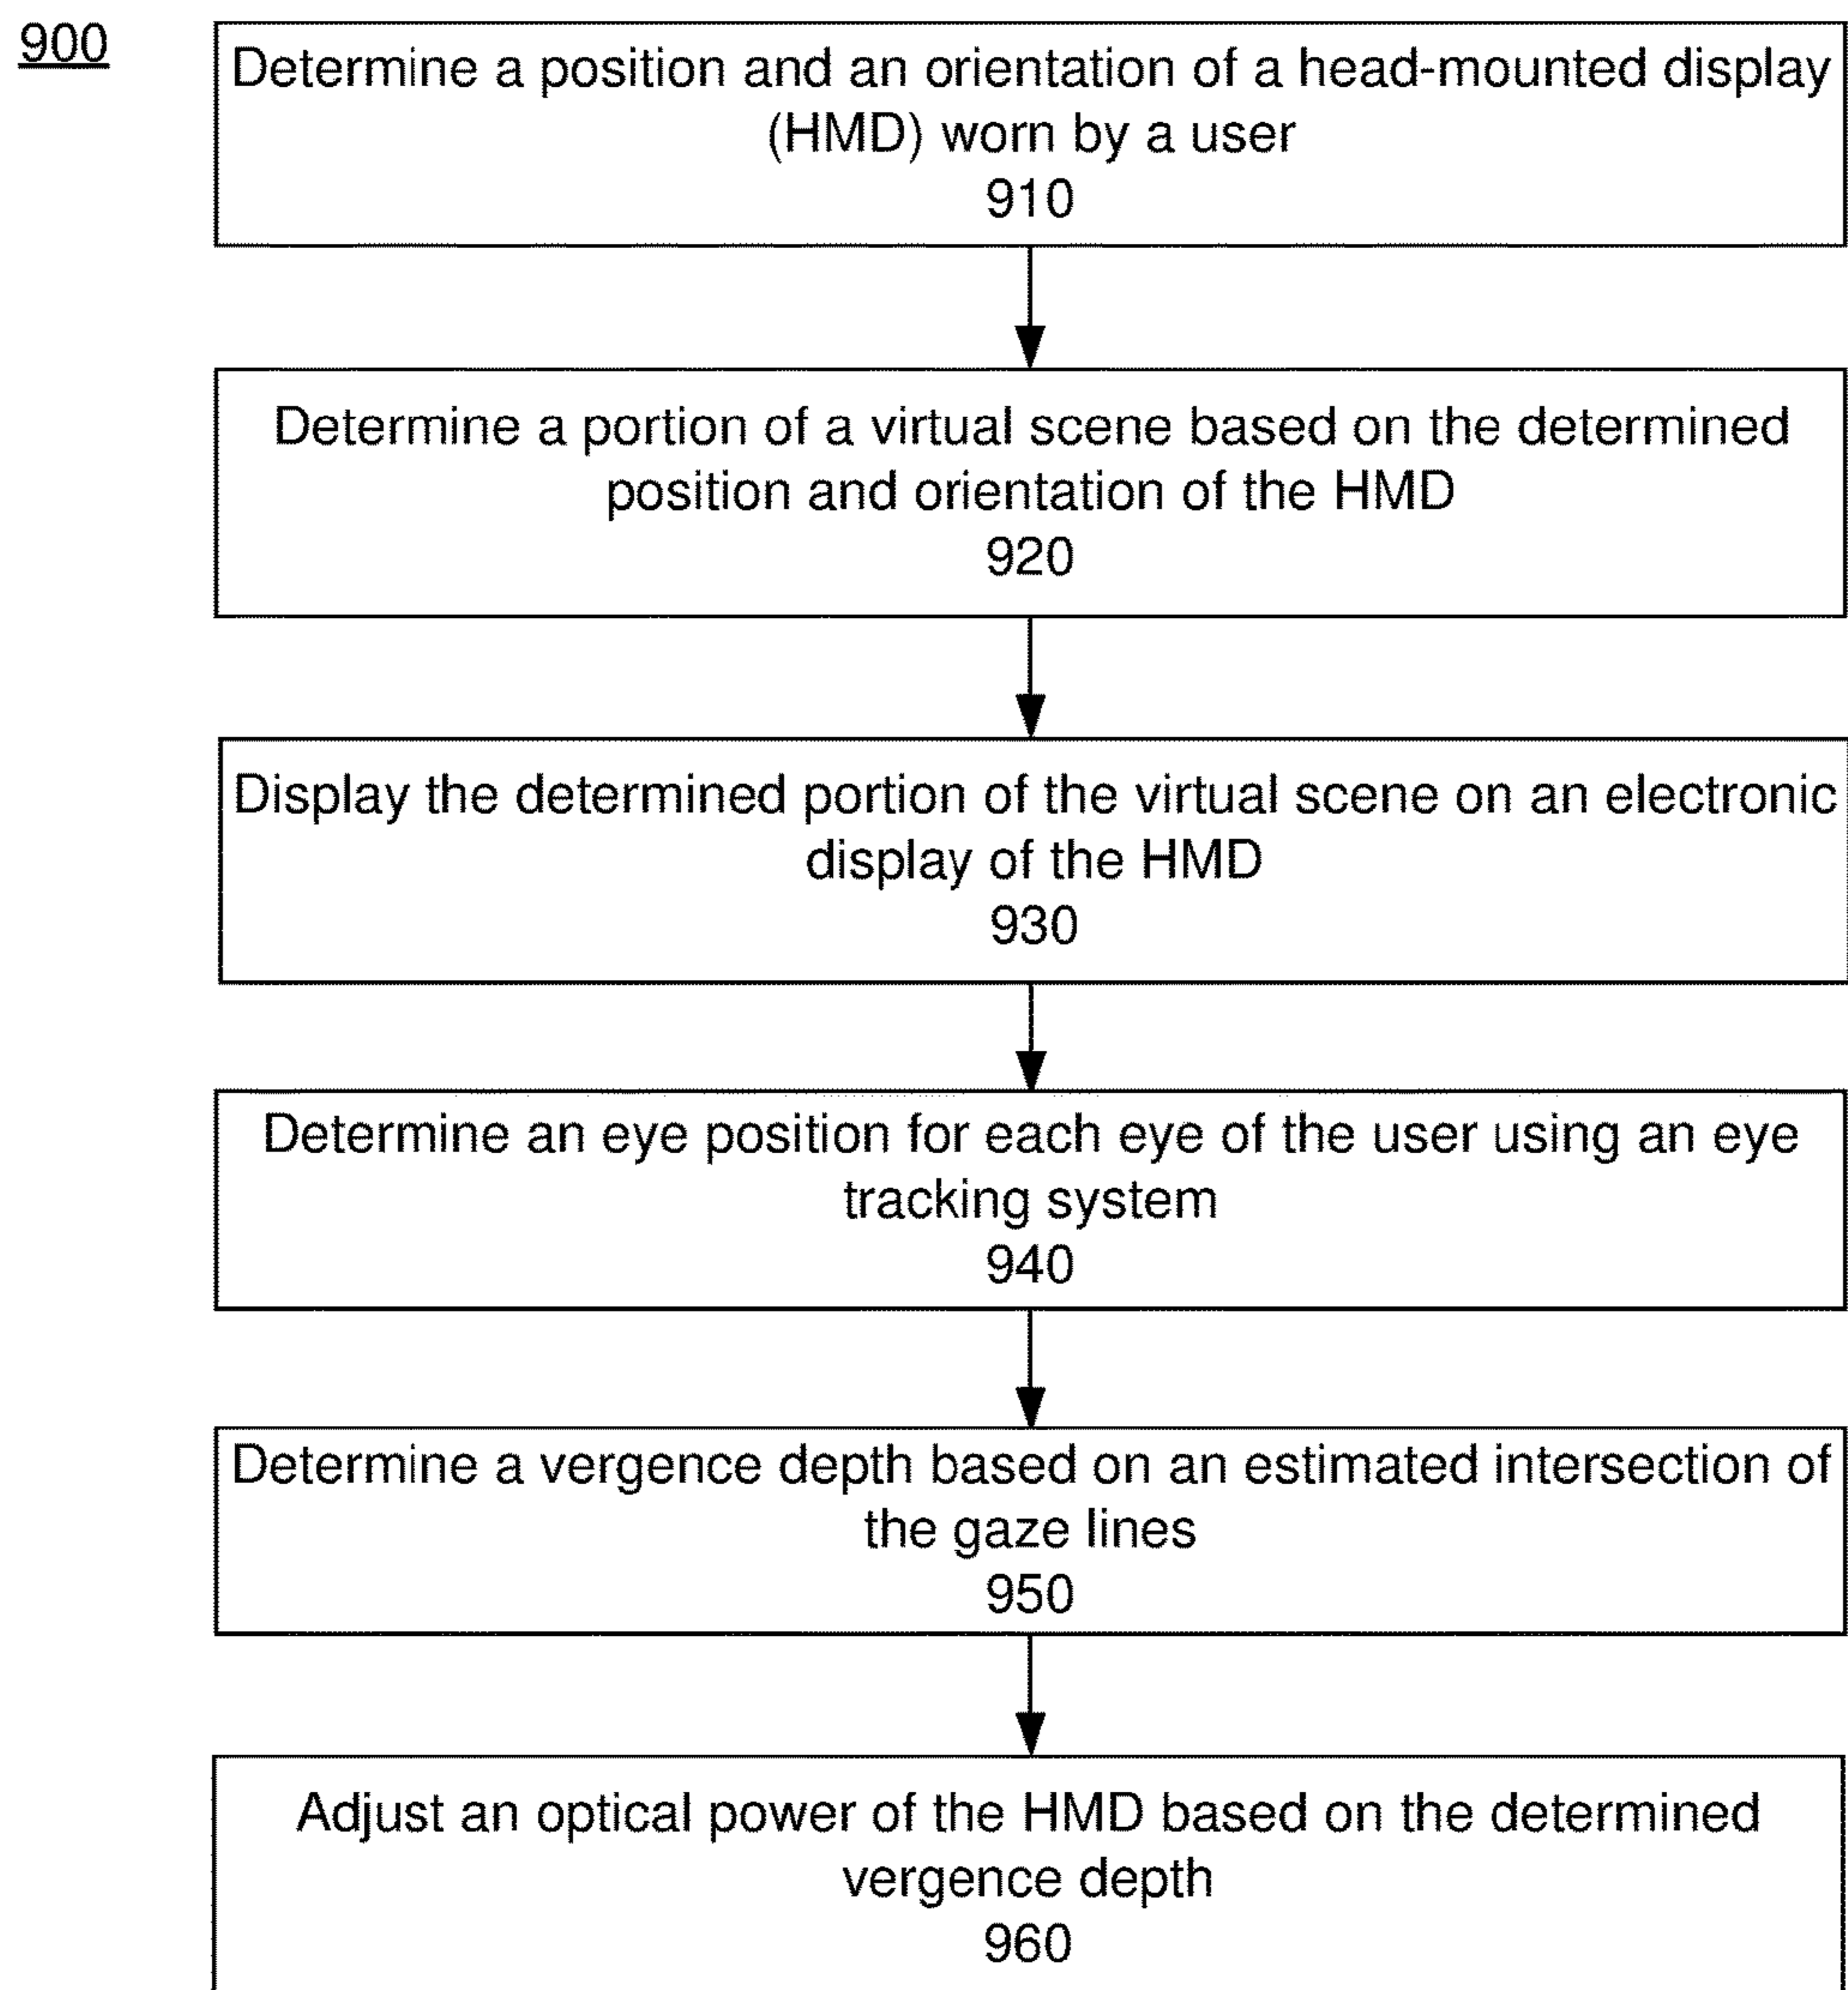 900
Determine a position and an orientation of a head-mounted display
(HMD) worn by a user
910
Determine a portion of a virtual scene based on the determined
position and orientation of the HMD
920
Display the determined portion of the virtual scene on an electronic
display of the HMD
930
Determine an eye position for each eye of the user using an eye
tracking system
940
Determine a vergence depth based on an estimated intersection of
the gaze lines
950
Adjust an optical power of the HMD based on the determined
vergence depth
960